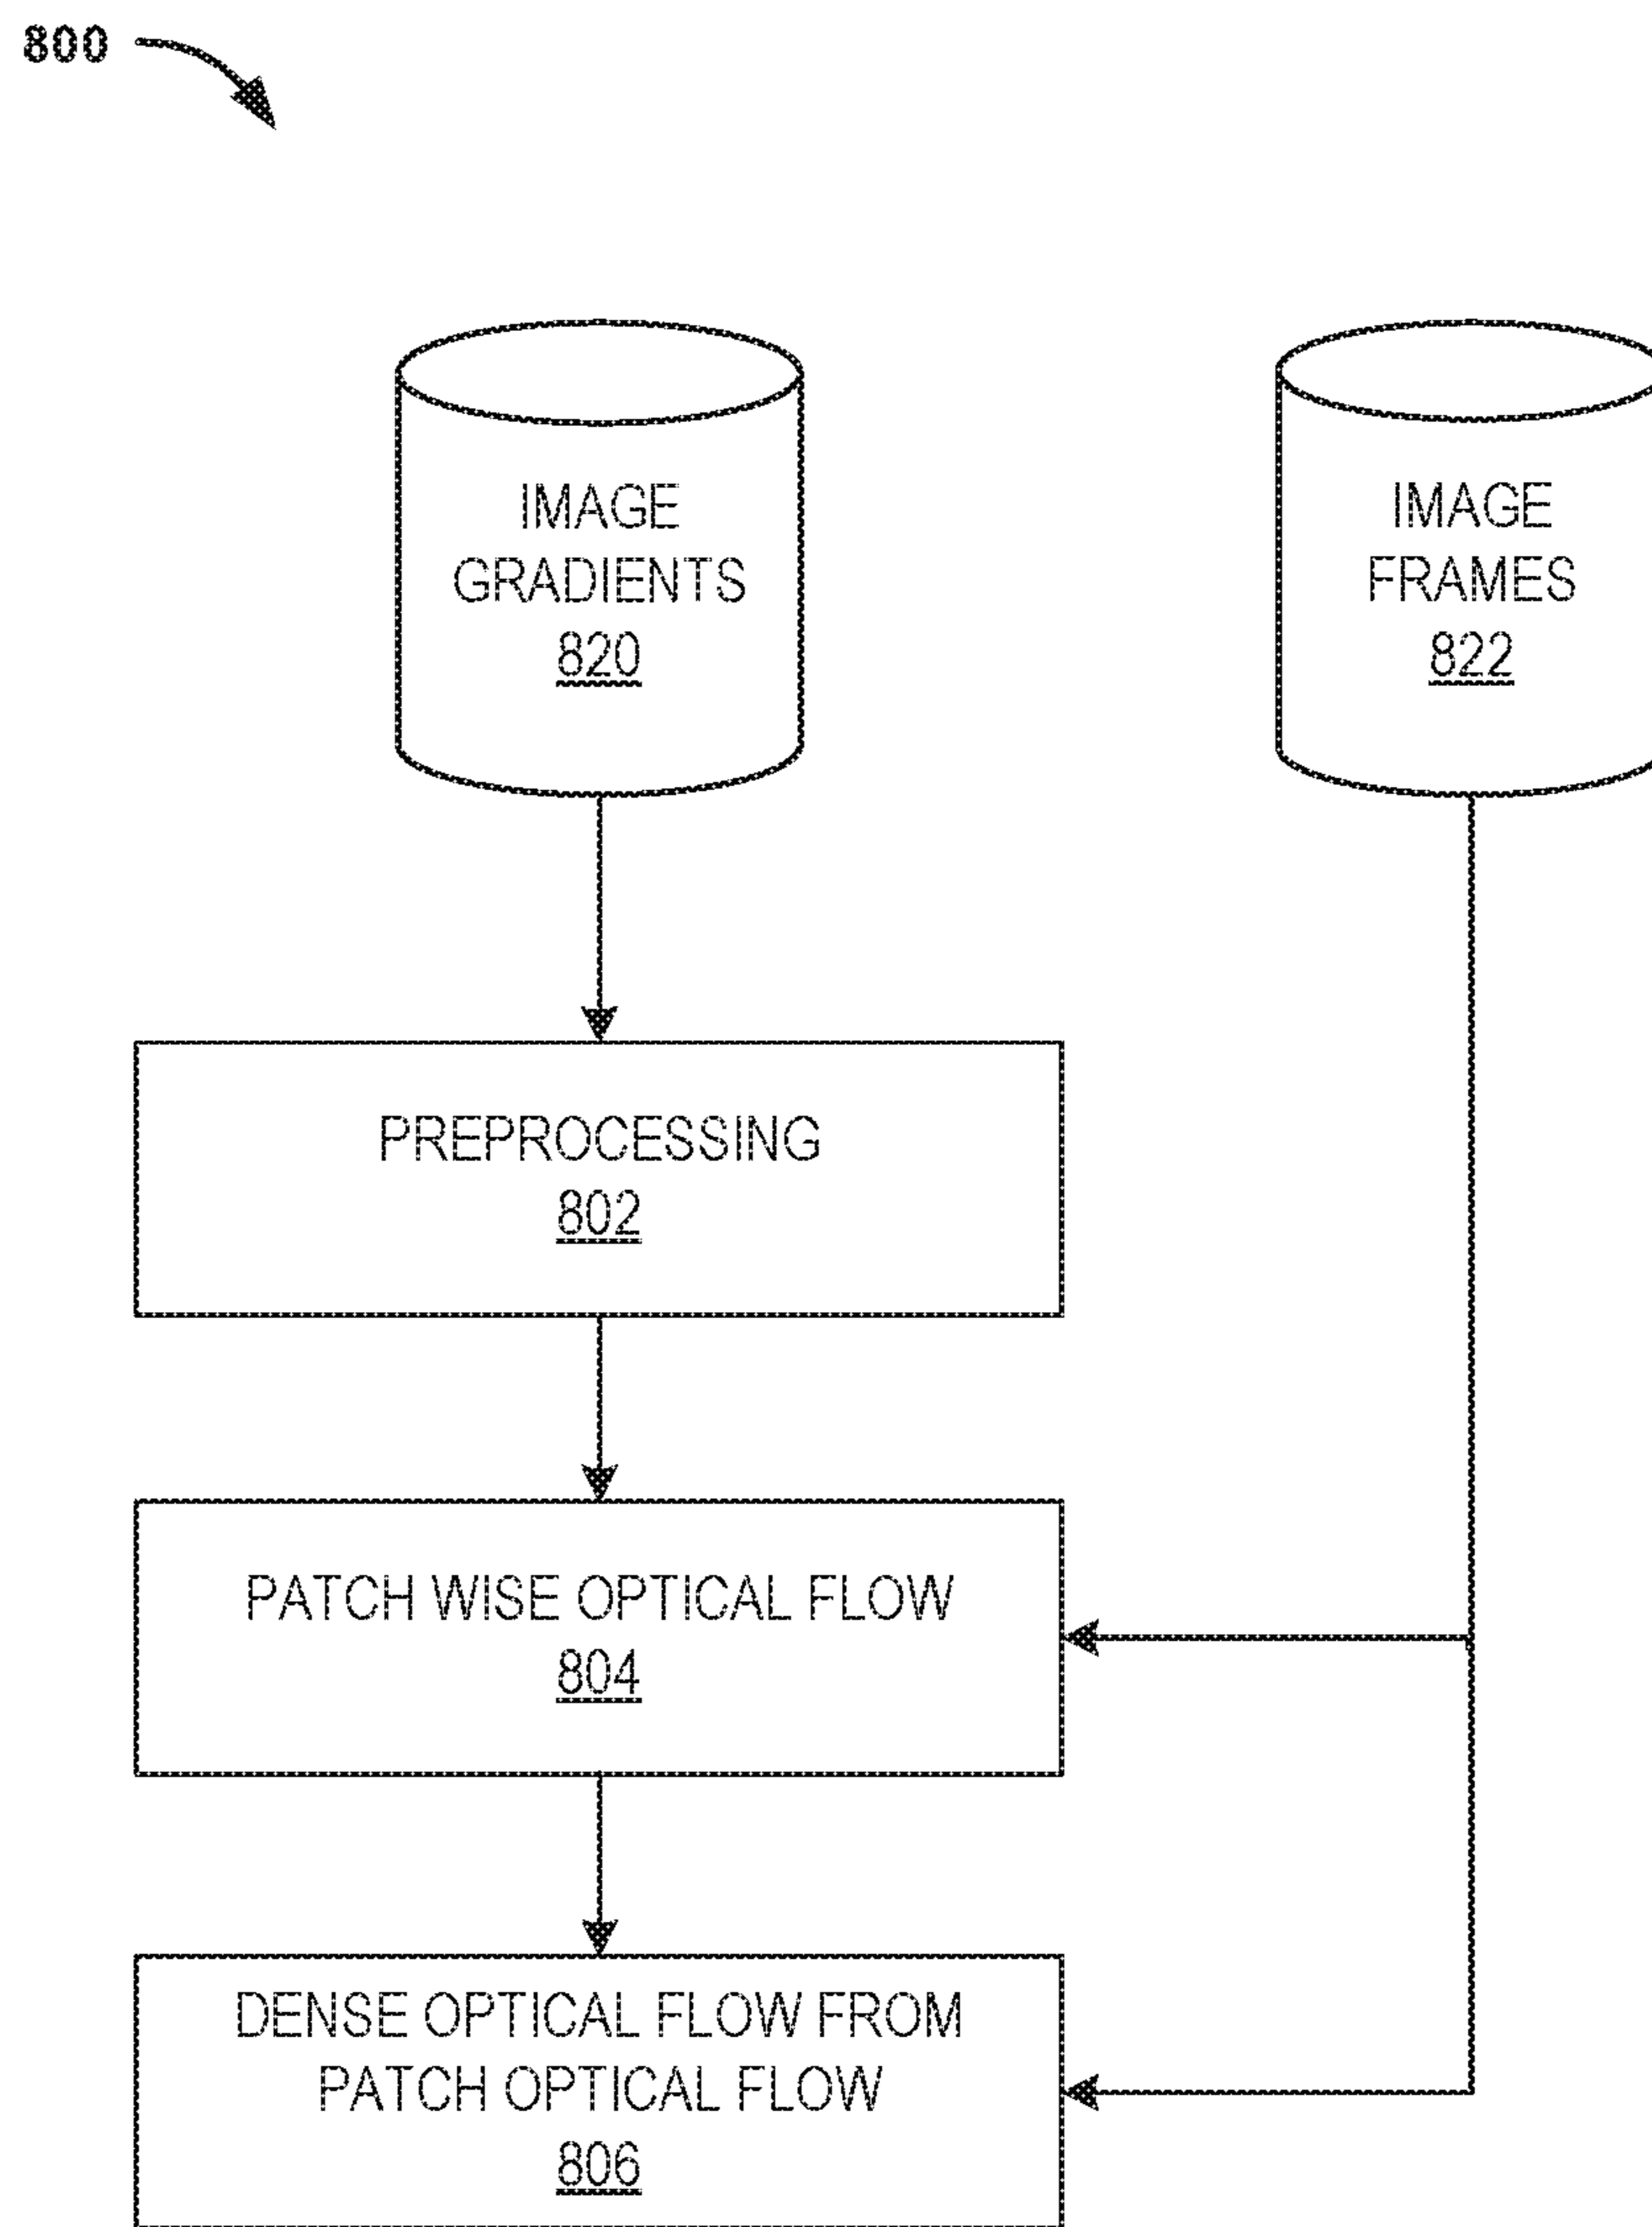 800
IMAGE
GRADIENTS
820
IMAGE
FRAMES
822
PREPROCESSING
802
PATCH WISE OPTICAL FLOW
804
DENSE OPTICAL FLOW FROM
PATCH OPTICAL FLOW
806